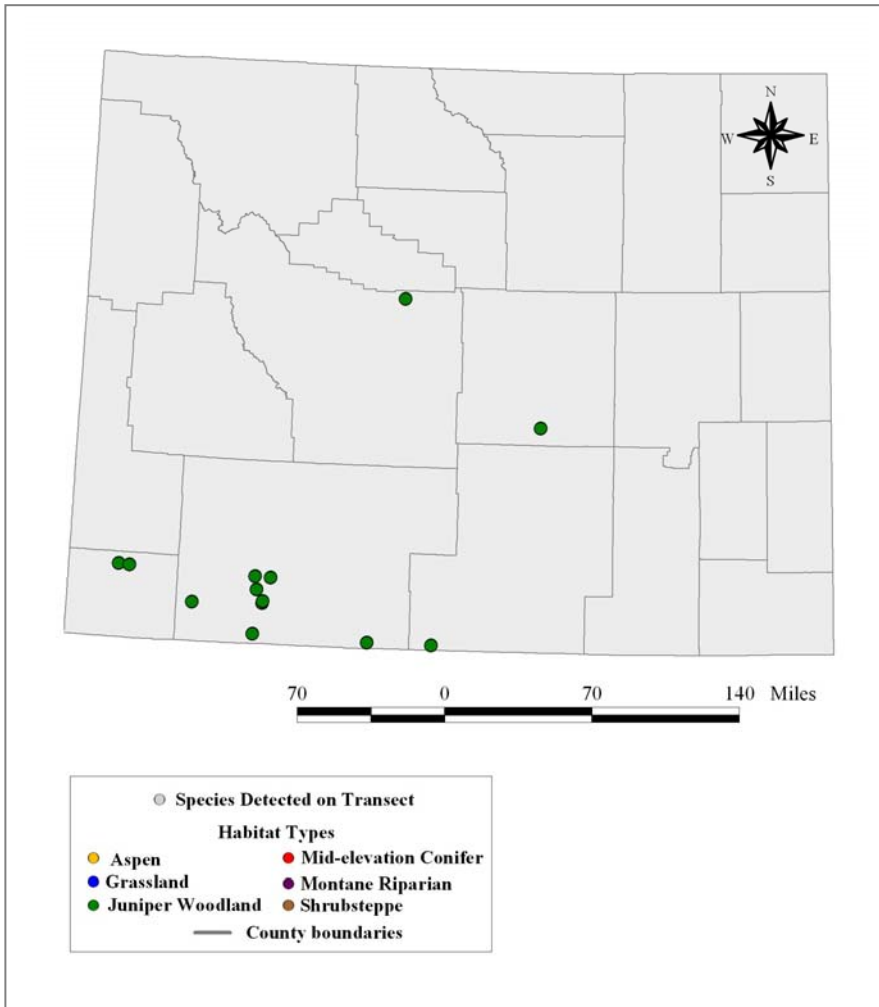 N
W E
S
70 0 70 140 Miles
Species Detected on Transect
Habitat Types
Aspen Mid-elevation Conifer
Grassland Montane Riparian
Juniper Woodland Shrubsteppe
County boundaries